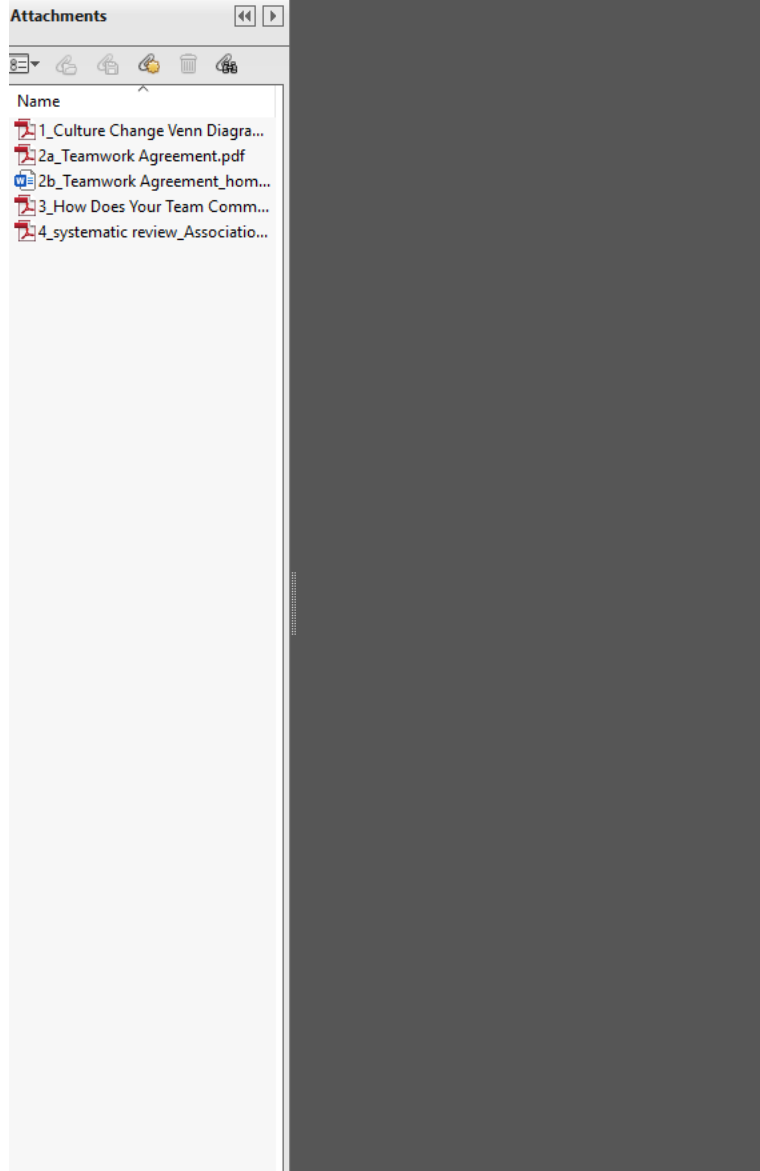 Attachments
Name
1_Culture Change Venn Diagra...
2a_Teamwork Agreement.pdf
2b_Teamwork Agreement_hom...
3_How Does Your Team Comm...
4_systematic review_Associatio...